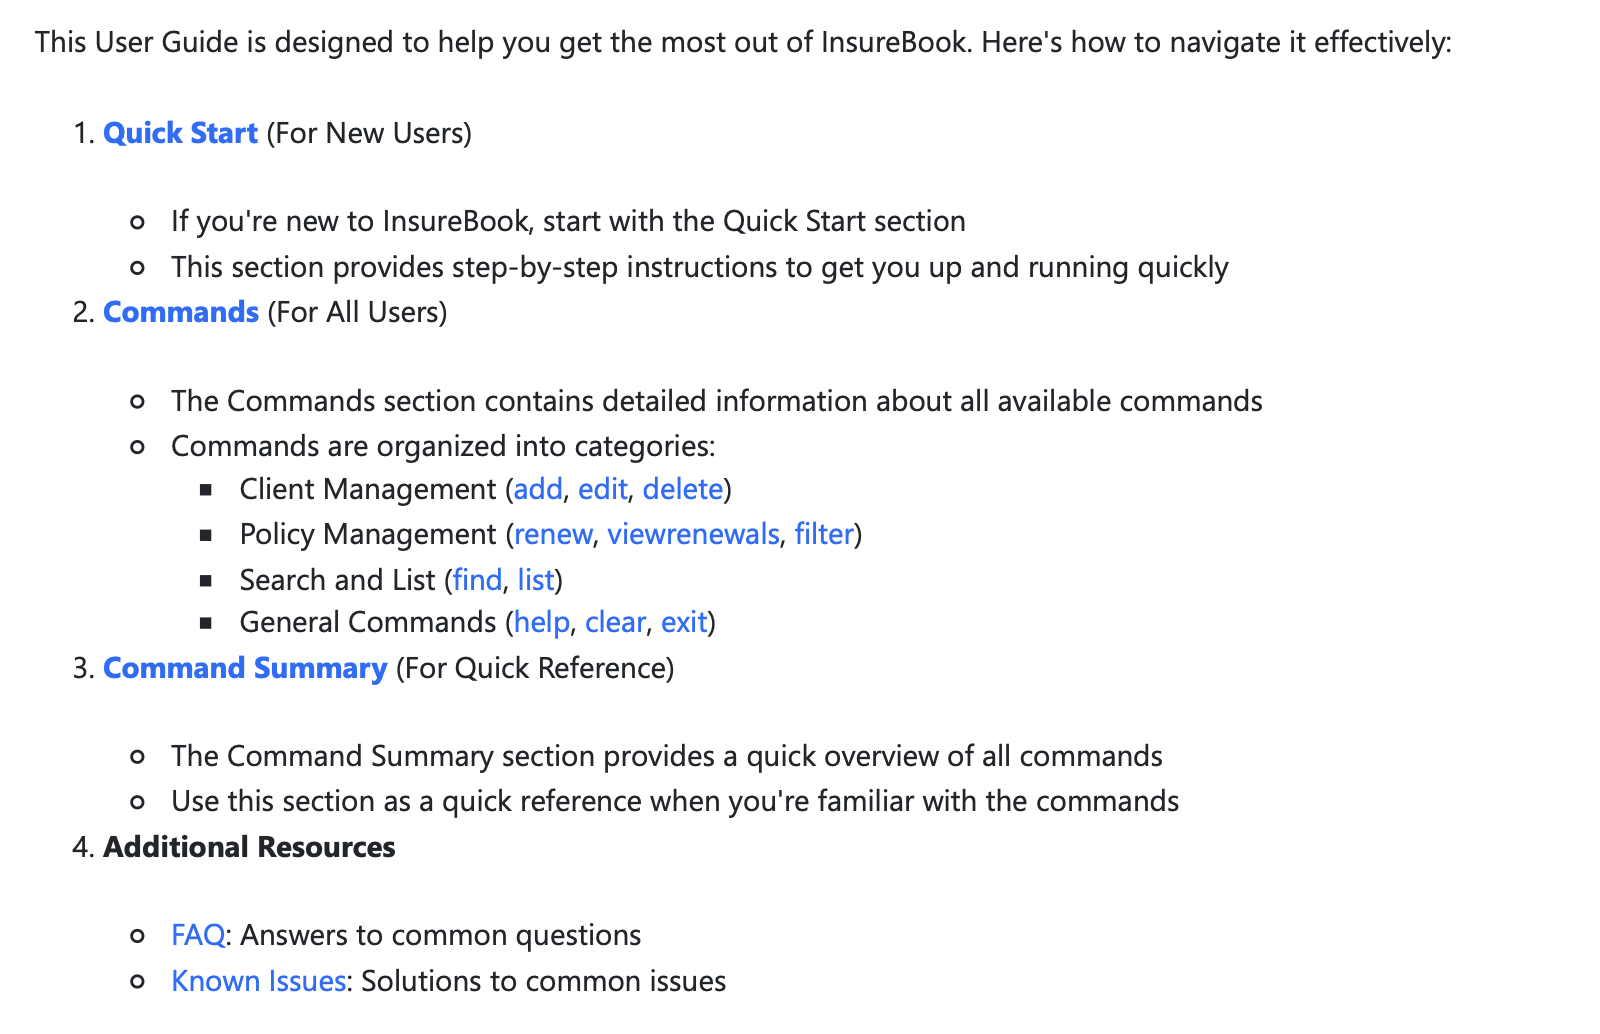 This User Guide is designed to help you get the most out of InsureBook. Here's how to navigate it effectively:
1. Quick Start (For New Users)
If you're new to InsureBook, start with the Quick Start section
This section provides step-by-step instructions to get you up and running quickly
2. Commands (For All Users)
The Commands section contains detailed information about all available commands
Commands are organized into categories:
Client Management (add, edit, delete)
Policy Management (renew, viewrenewals, filter)
Search and List (find, list)
General Commands (help, clear, exit)
3. Command Summary (For Quick Reference)
The Command Summary section provides a quick overview of all commands
Use this section as a quick reference when you're familiar with the commands
4. Additional Resources
FAQ: Answers to common questions
Known Issues: Solutions to common issues